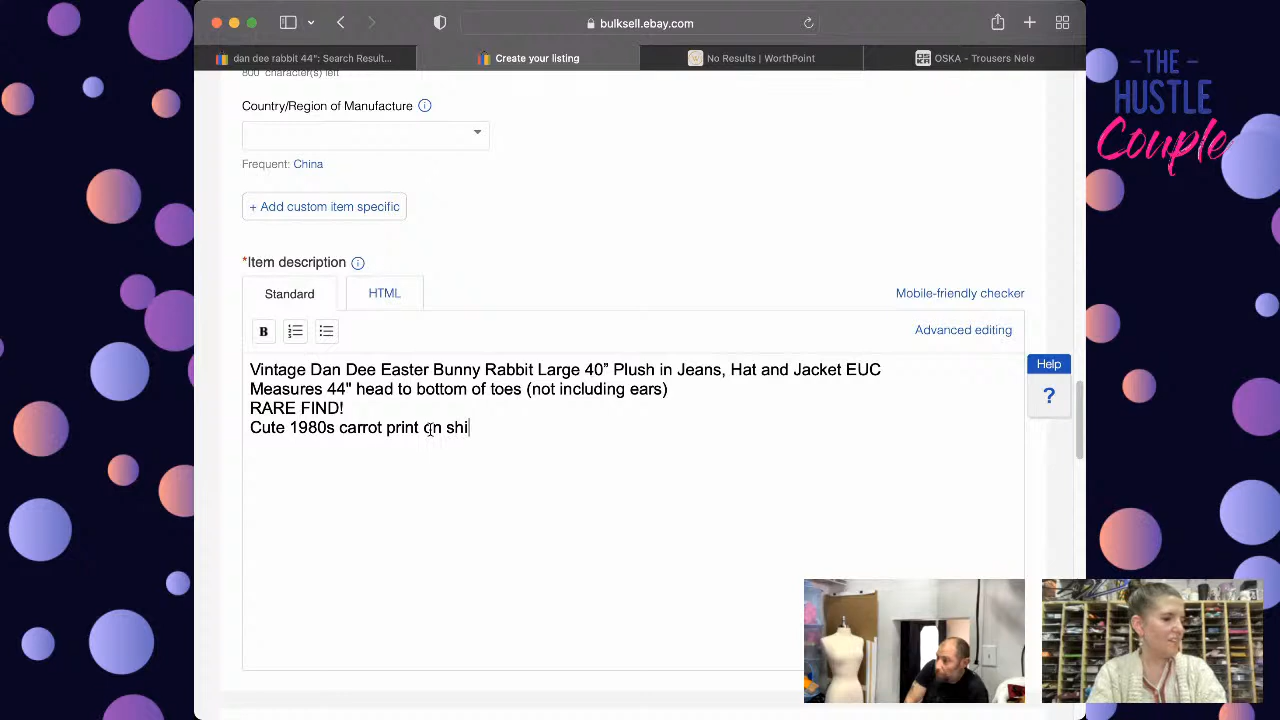 bulksell.ebay.com
dan dee rabbit 44": Search Result...
Create your listing
No Results | WorthPoint
OSKA - Trousers Nele
-THE-
HUSTLE
Couple
800 character(s) left
Country/Region of Manufacture
Frequent: China
+ Add custom item specific
*Item description
Standard
HTML
Mobile-friendly checker
B
Advanced editing
Help
?
Vintage Dan Dee Easter Bunny Rabbit Large 40” Plush in Jeans, Hat and Jacket EUC
Measures 44" head to bottom of toes (not including ears)
RARE FIND!
Cute 1980s carrot print on shi